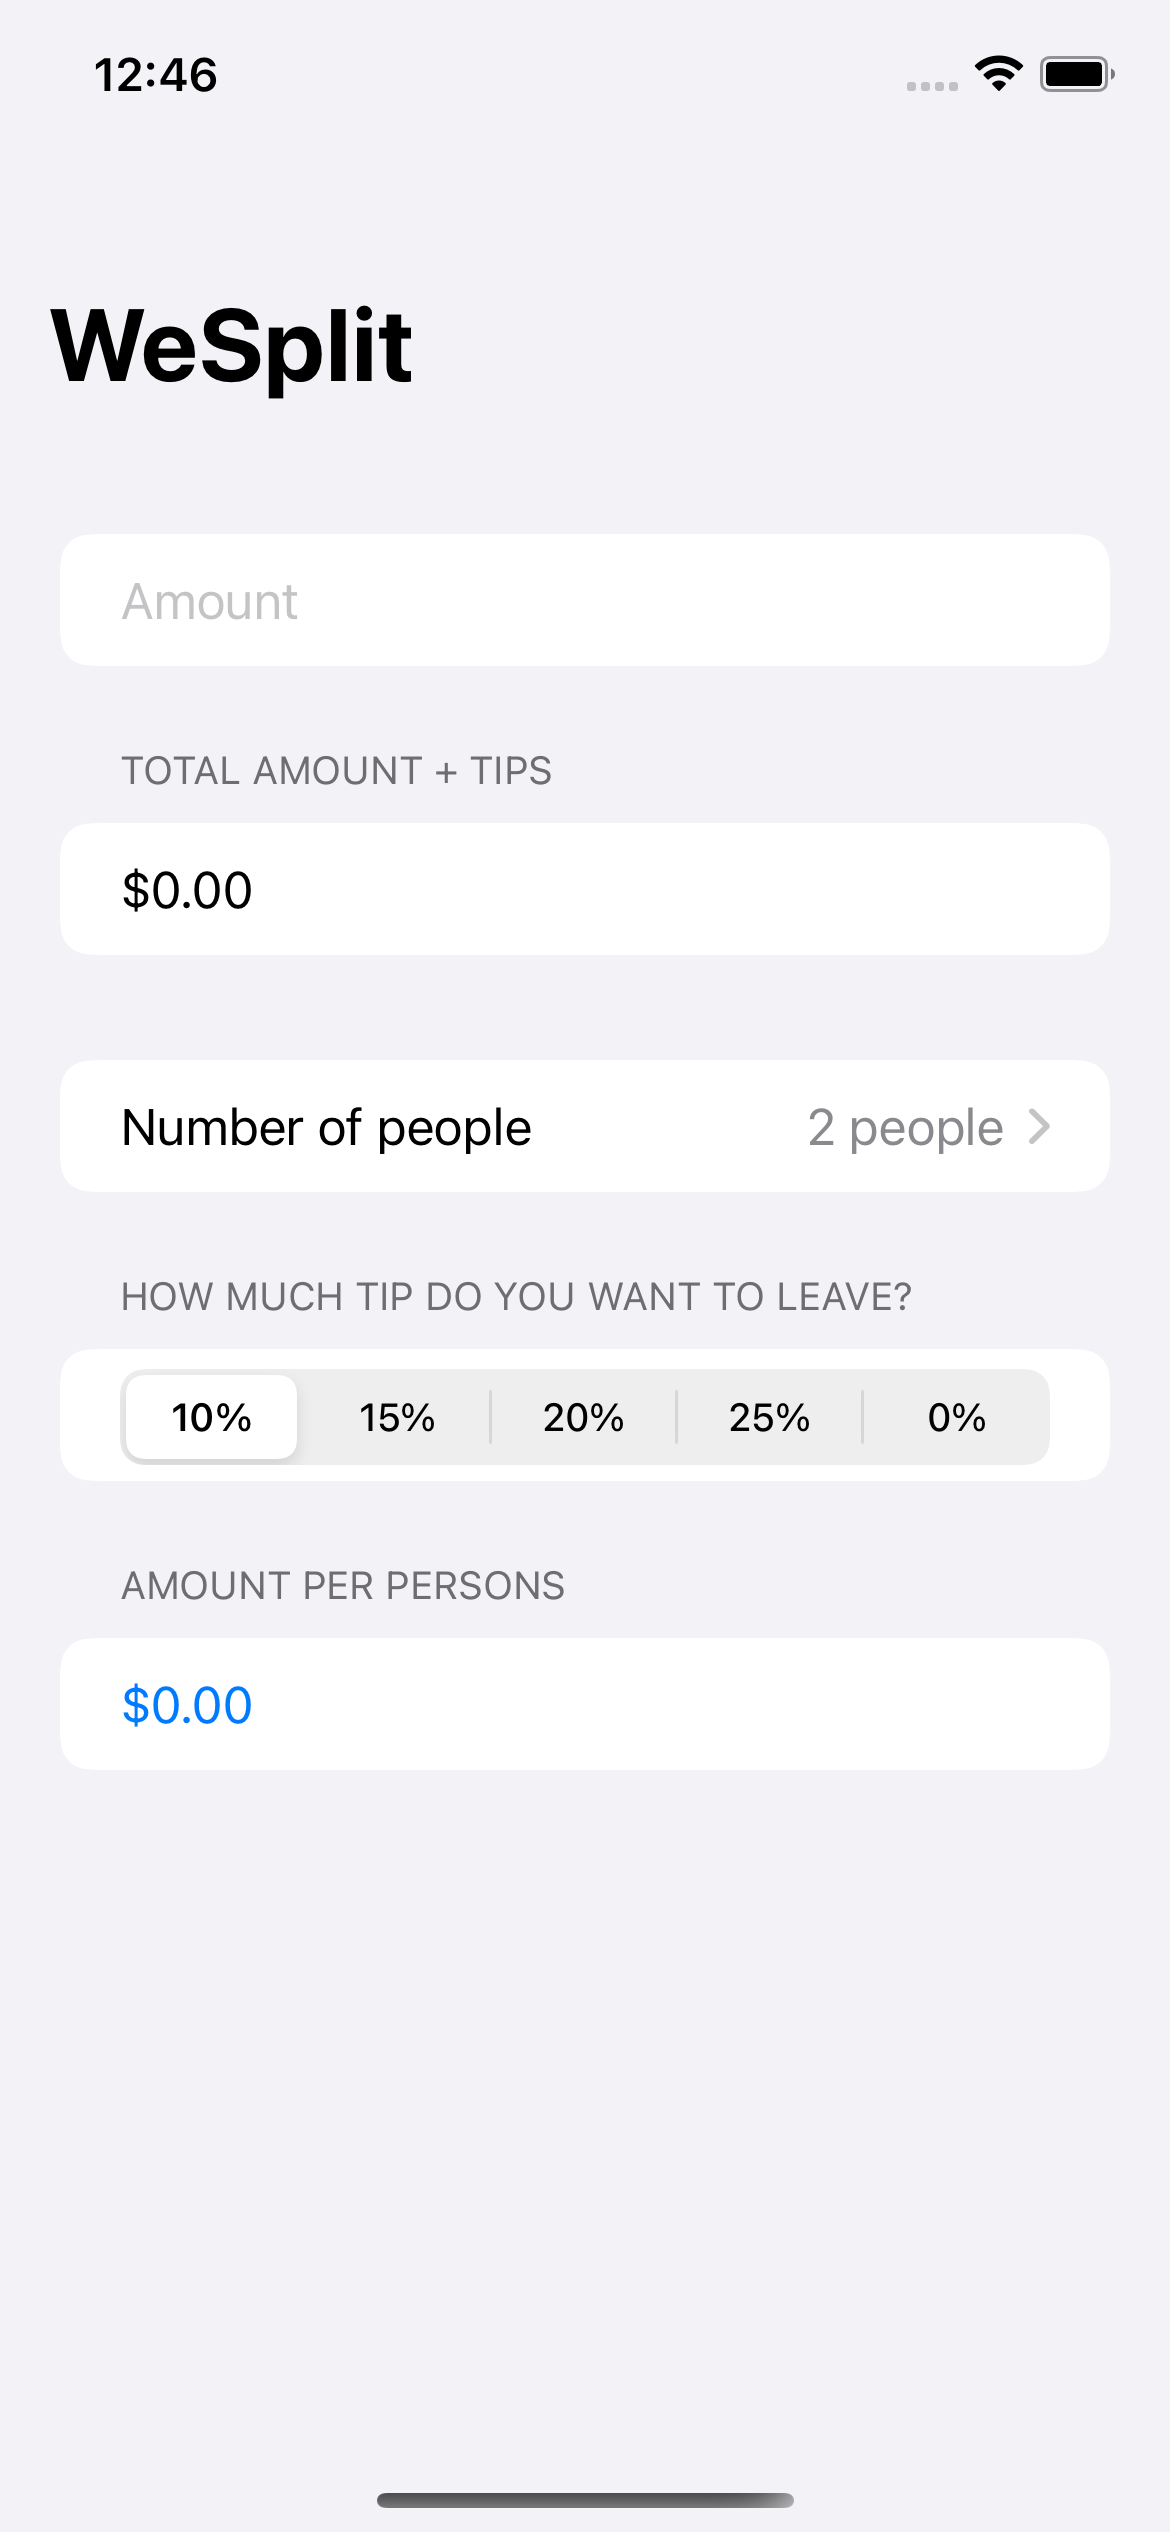 12:46
WeSplit
Amount
TOTAL AMOUNT + TIPS
$0.00
Number of people 2 people
HOW MUCH TIP DO YOU WANT TO LEAVE?
10% 15% 20% 25% 0%
AMOUNT PER PERSONS
$0.00